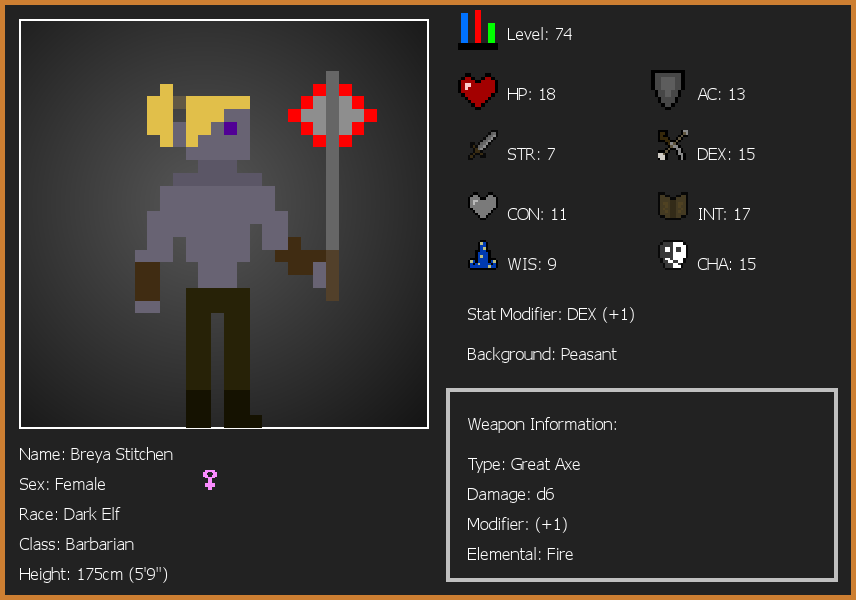 Level: 74
HP: 18
AC: 13
STR: 7
DEX: 15
CON: 11
INT: 17
WIS: 9
CHA: 15
Stat Modifier: DEX (+1)
Background: Peasant
Weapon Information:
Type: Great Axe
Damage: d6
Modifier: (+1)
Elemental: Fire
Name: Breya Stitchen
Sex: Female
Race: Dark Elf
Class: Barbarian
Height: 175cm (5'9")